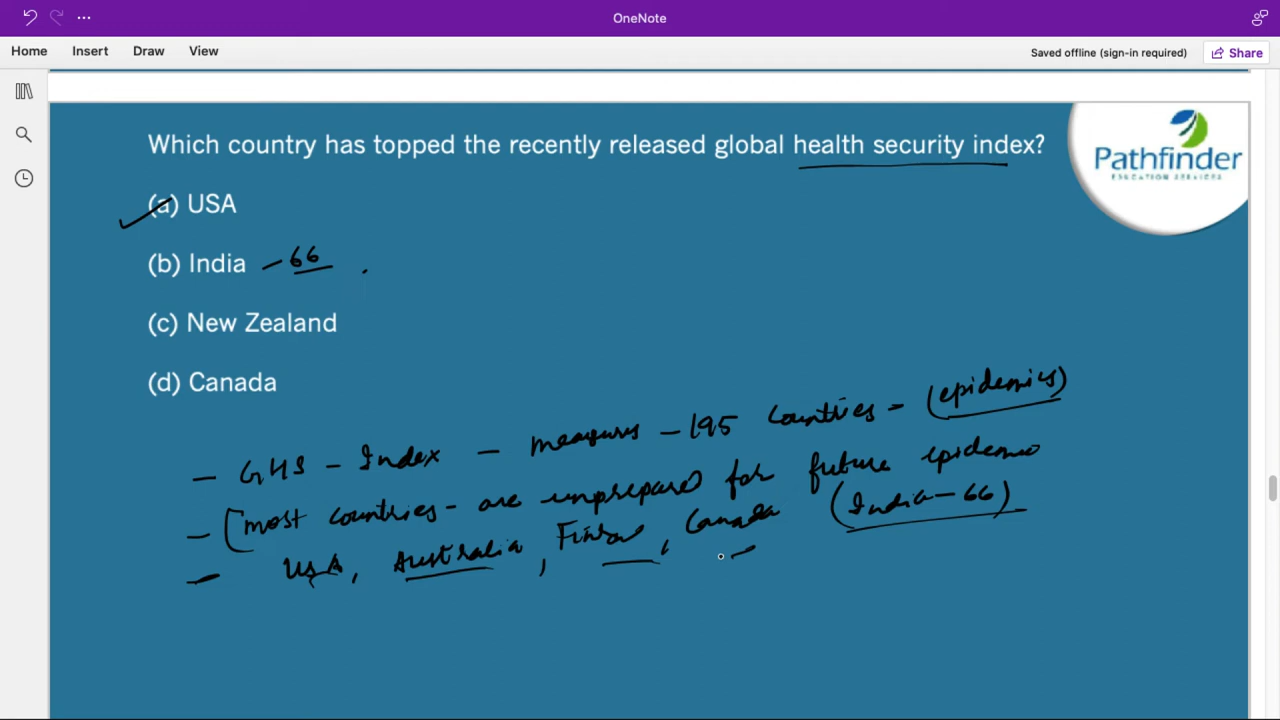 OneNote
Home Insert Draw View
Saved offline (sign-in required) Share
Which country has topped the recently released global health security index?
Pathfinder
EDUCATION SERVICES
(a) USA
(b) India - 66
(c) New Zealand
(d) Canada
- GHS - Index - measures - 195 countries - (epidemics)
- [most countries - are unprepared for future epidemic
- USA, Australia, Finland, Canada (India - 66)